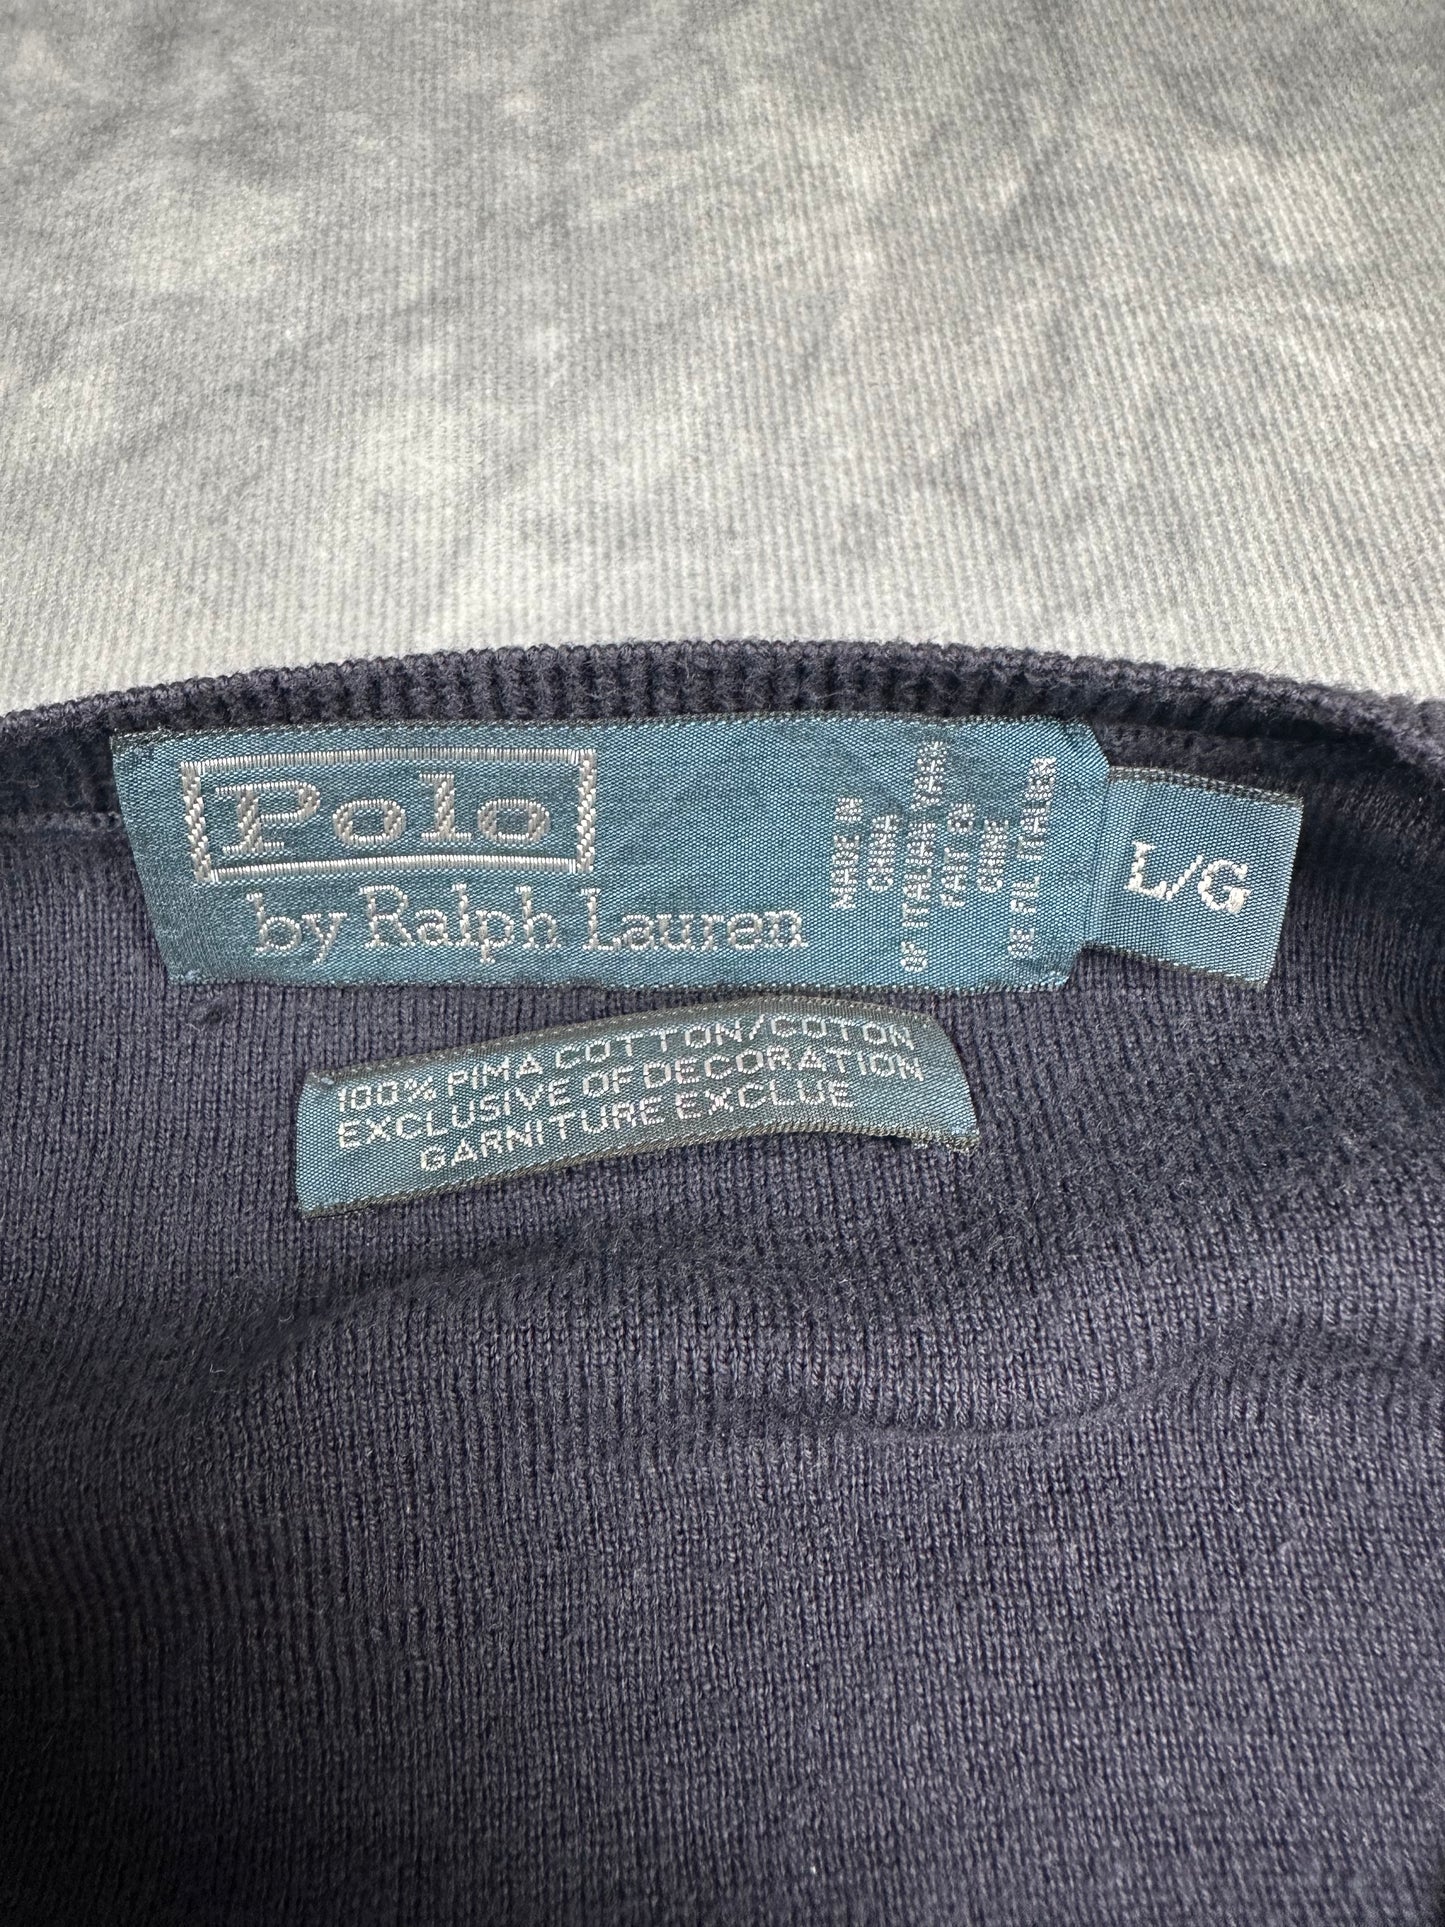 Polo
by Ralph Lauren
MADE IN
CHINA
OF ITALIAN YARN
FAIT C
CHINE
DE FIL ITALIEN
L/G
100% PIMA COTTON/COTON
EXCLUSIVE OF DECORATION
GARNITURE EXCLUE